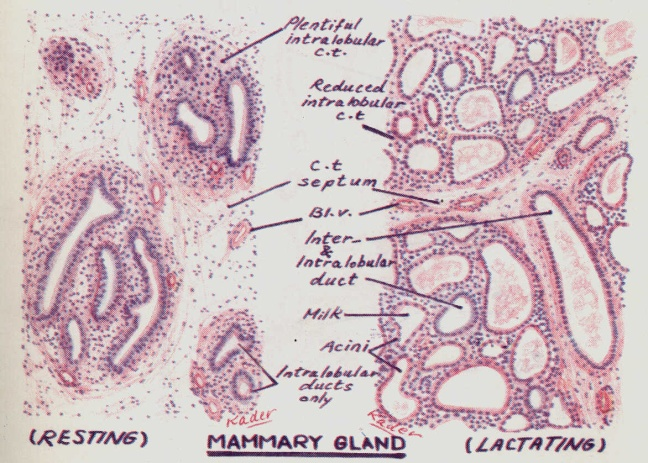 Plentiful
intralobular
c.t.
Reduced
intralobular
c.t
C.t
septum
Bl.v.
Inter-
&
Intralobular
duct
Milk
Acini
Intralobular
ducts
only
Kader
Kader
(RESTING)
MAMMARY GLAND
(LACTATING)